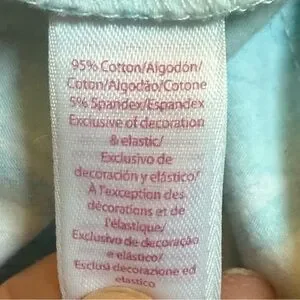 95% Cotton/Algodón/
Coton/Algodão/Cotone
5% Spandex/Espandex
Exclusive of decoration
& elastic/
Exclusivo de
decoración y elástico/
À l'exception des
décorations et de
l'élastique/
Exclusivo de decoração
e elástico/
Esclusi decorazione ed
elastico